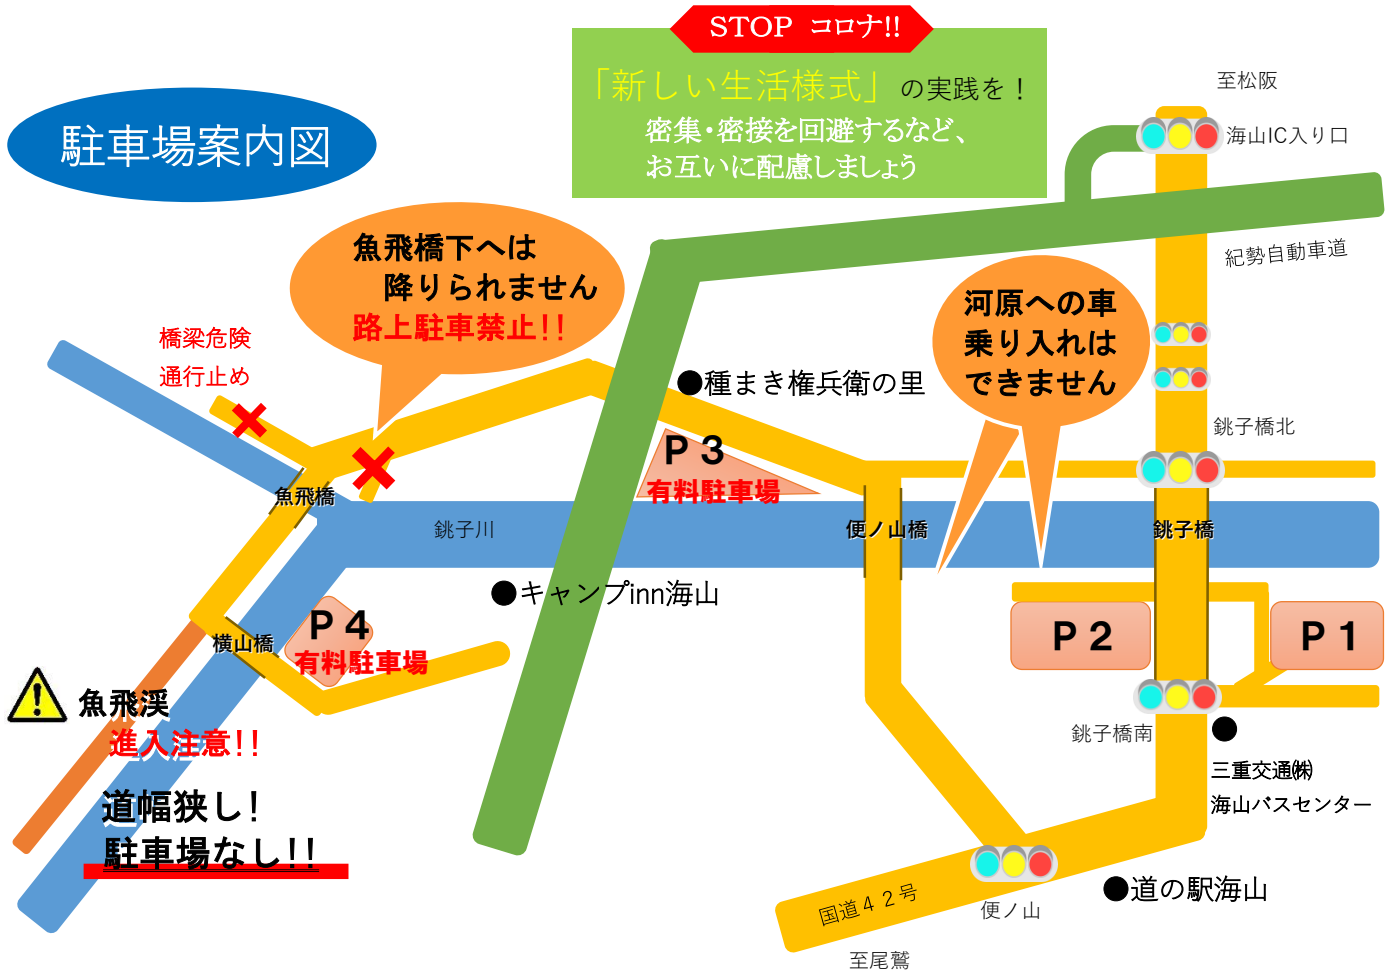 STOP コロナ!!
「新しい生活様式」の実践を！
密集・密接を回避するなど、
お互いに配慮しましょう
駐車場案内図
至松阪
海山IC入り口
紀勢自動車道
魚飛橋下へは
降りられません
路上駐車禁止!!
河原への車
乗り入れは
できません
橋梁危険
通行止め
●種まき権兵衛の里
銚子橋北
P３
有料駐車場
魚飛橋
銚子川
便ノ山橋
銚子橋
●キャンプinn海山
P４
有料駐車場
横山橋
P２
P１
魚飛渓
進入注意!!
道幅狭し！
駐車場なし!!
銚子橋南
●
三重交通㈱
海山バスセンター
●道の駅海山
国道４２号
便ノ山
至尾鷲